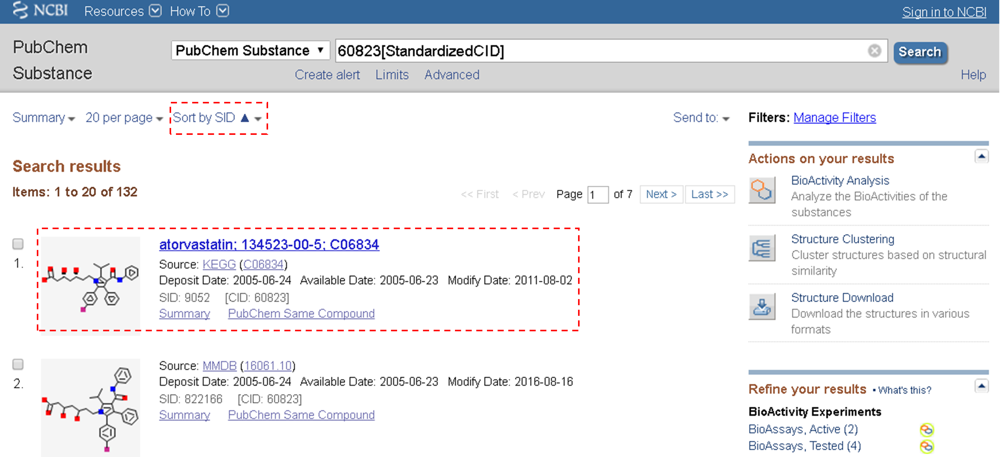 NCBI Resources How To Sign in to NCBI
PubChem Substance
PubChem Substance 60823[StandardizedCID] Search
Create alert Limits Advanced Help
Summary 20 per page Sort by SID ▲ Send to: Filters: Manage Filters
Search results
Items: 1 to 20 of 132
<< First < Prev Page 1 of 7 Next > Last >>
1.
atorvastatin; 134523-00-5; C06834
Source: KEGG (C06834)
Deposit Date: 2005-06-24 Available Date: 2005-06-23 Modify Date: 2011-08-02
SID: 9052 [CID: 60823]
Summary PubChem Same Compound
2.
Source: MMDB (16061.10)
Deposit Date: 2005-06-24 Available Date: 2005-06-23 Modify Date: 2016-08-16
SID: 822166 [CID: 60823]
Summary PubChem Same Compound
Actions on your results
BioActivity Analysis
Analyze the BioActivities of the
substances
Structure Clustering
Cluster structures based on structural
similarity
Structure Download
Download the structures in various
formats
Refine your results ▪ What's this?
BioActivity Experiments
BioAssays, Active (2)
BioAssays, Tested (4)